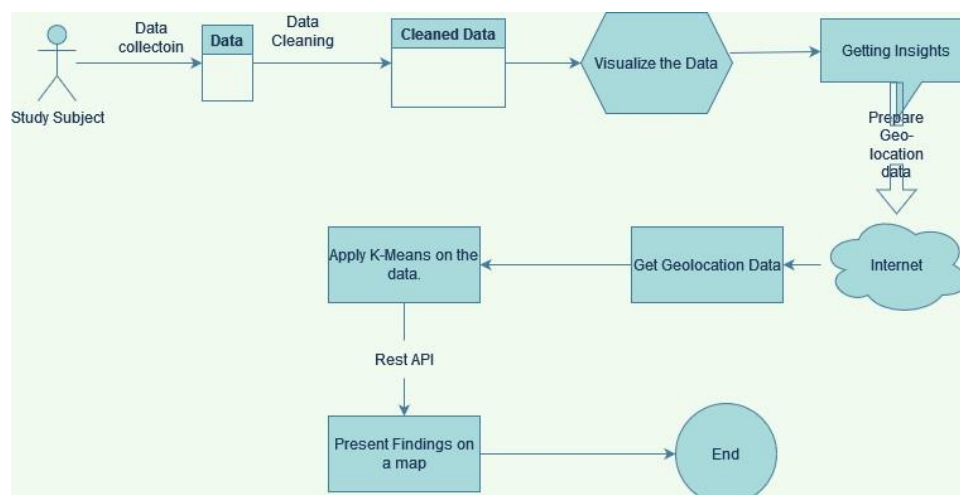 Data
collectoin
Data
Cleaning
Data
Cleaned Data
Visualize the Data
Getting Insights
Study Subject
Prepare
Geo-
location
data
Internet
Get Geolocation Data
Apply K-Means on the
data.
Rest API
Present Findings on
a map
End